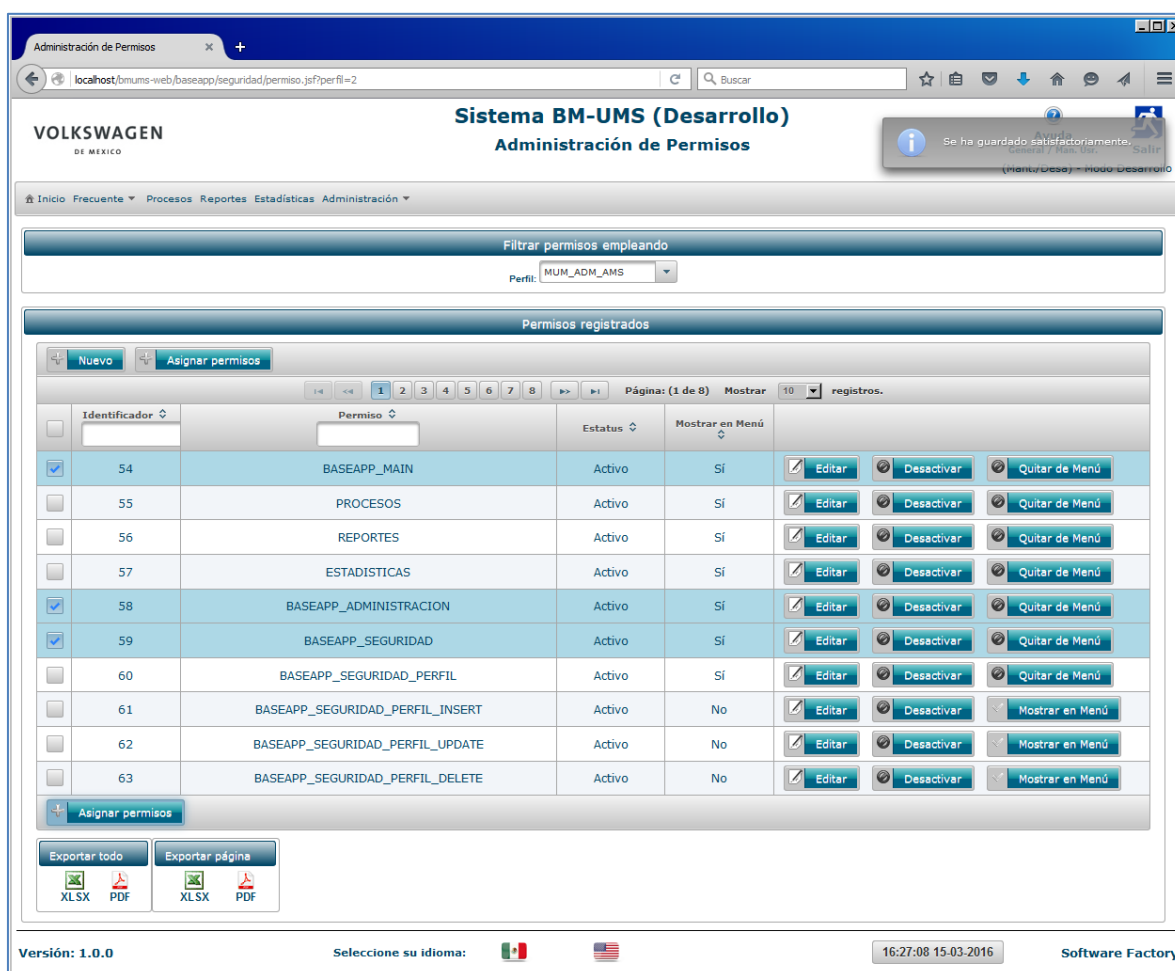 Administración de Permisos
localhost/bmums-web/baseapp/seguridad/permiso.jsf?perfil=2
Buscar
VOLKSWAGEN
DE MEXICO
Sistema BM-UMS (Desarrollo)
Administración de Permisos
Ayuda
General / Man. Usr.
Salir
Se ha guardado satisfactoriamente.
(Mant./Desa) - Modo Desarrollo
Inicio Frecuente Procesos Reportes Estadísticas Administración
Filtrar permisos empleando
Perfil: MUM_ADM_AMS
Permisos registrados
Nuevo Asignar permisos
1 2 3 4 5 6 7 8 Página: (1 de 8) Mostrar 10 registros.
Identificador Permiso Estatus Mostrar en Menú
54 BASEAPP_MAIN Activo Sí Editar Desactivar Quitar de Menú
55 PROCESOS Activo Sí Editar Desactivar Quitar de Menú
56 REPORTES Activo Sí Editar Desactivar Quitar de Menú
57 ESTADISTICAS Activo Sí Editar Desactivar Quitar de Menú
58 BASEAPP_ADMINISTRACION Activo Sí Editar Desactivar Quitar de Menú
59 BASEAPP_SEGURIDAD Activo Sí Editar Desactivar Quitar de Menú
60 BASEAPP_SEGURIDAD_PERFIL Activo Sí Editar Desactivar Quitar de Menú
61 BASEAPP_SEGURIDAD_PERFIL_INSERT Activo No Editar Desactivar Mostrar en Menú
62 BASEAPP_SEGURIDAD_PERFIL_UPDATE Activo No Editar Desactivar Mostrar en Menú
63 BASEAPP_SEGURIDAD_PERFIL_DELETE Activo No Editar Desactivar Mostrar en Menú
Asignar permisos
Exportar todo Exportar página
XLSX PDF XLSX PDF
Versión: 1.0.0 Seleccione su idioma: 16:27:08 15-03-2016 Software Factory